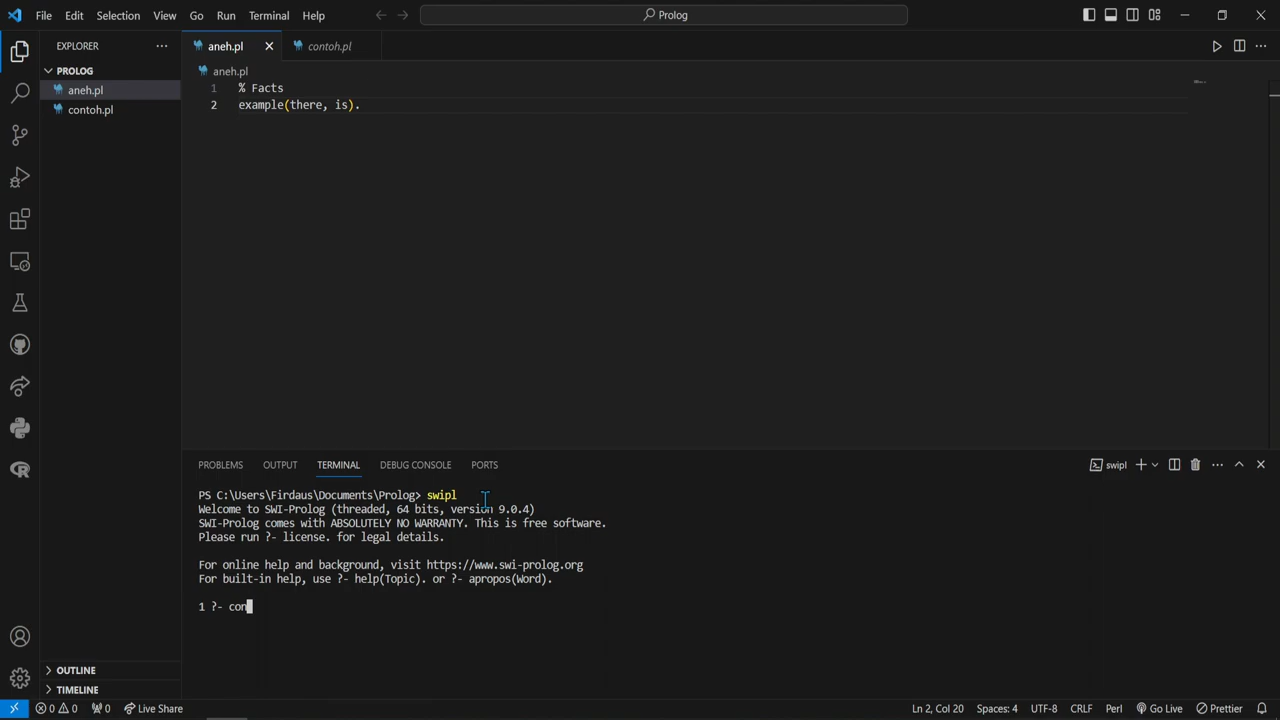 File Edit Selection View Go Run Terminal Help
Prolog
EXPLORER
aneh.pl
contoh.pl
PROLOG
aneh.pl
contoh.pl
aneh.pl
1 % Facts
2 example(there, is).
PROBLEMS OUTPUT TERMINAL DEBUG CONSOLE PORTS
swipl
PS C:\Users\Firdaus\Documents\Prolog> swipl
Welcome to SWI-Prolog (threaded, 64 bits, version 9.0.4)
SWI-Prolog comes with ABSOLUTELY NO WARRANTY. This is free software.
Please run ?- license. for legal details.
For online help and background, visit https://www.swi-prolog.org
For built-in help, use ?- help(Topic). or ?- apropos(Word).
1 ?- con
OUTLINE
TIMELINE
0 0 0 Live Share
Ln 2, Col 20 Spaces: 4 UTF-8 CRLF Perl Go Live Prettier